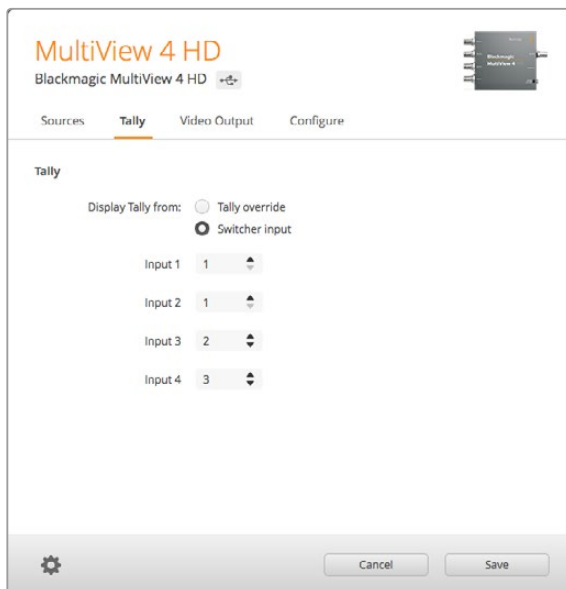 MultiView 4 HD
Blackmagic MultiView 4 HD
Sources Tally Video Output Configure
Tally
Display Tally from: Tally override
Switcher input
Input 1 1
Input 2 1
Input 3 2
Input 4 3
Cancel Save